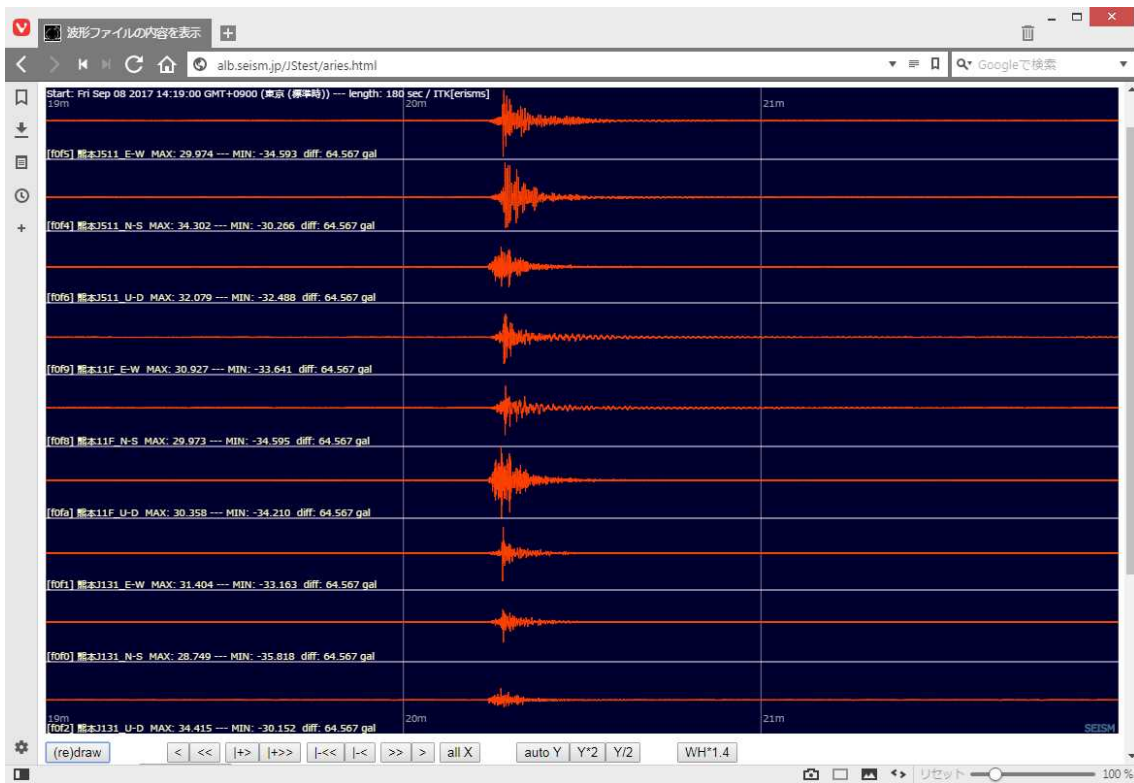 波形ファイルの内容を表示
alb.seism.jp/JStest/aries.html
Googleで検索
Start: Fri Sep 08 2017 14:19:00 GMT+0900 (東京 (標準時)) --- length: 180 sec / ITK[erisms]
19m 20m 21m
[f0f5] 熊本J511_E-W MAX: 29.974 --- MIN: -34.593 diff: 64.567 gal
[f0f4] 熊本J511_N-S MAX: 34.302 --- MIN: -30.266 diff: 64.567 gal
[f0f6] 熊本J511_U-D MAX: 32.079 --- MIN: -32.488 diff: 64.567 gal
[f0f9] 熊本11F_E-W MAX: 30.927 --- MIN: -33.641 diff: 64.567 gal
[f0f8] 熊本11F_N-S MAX: 29.973 --- MIN: -34.595 diff: 64.567 gal
[f0fa] 熊本11F_U-D MAX: 30.358 --- MIN: -34.210 diff: 64.567 gal
[f0f1] 熊本J131_E-W MAX: 31.404 --- MIN: -33.163 diff: 64.567 gal
[f0f0] 熊本J131_N-S MAX: 28.749 --- MIN: -35.818 diff: 64.567 gal
19m 20m 21m
[f0f2] 熊本J131_U-D MAX: 34.415 --- MIN: -30.152 diff: 64.567 gal
SEISM
(re)draw < << |+> |+>> |-<< |-< >> > all X auto Y Y*2 Y/2 WH*1.4
リセット 100 %